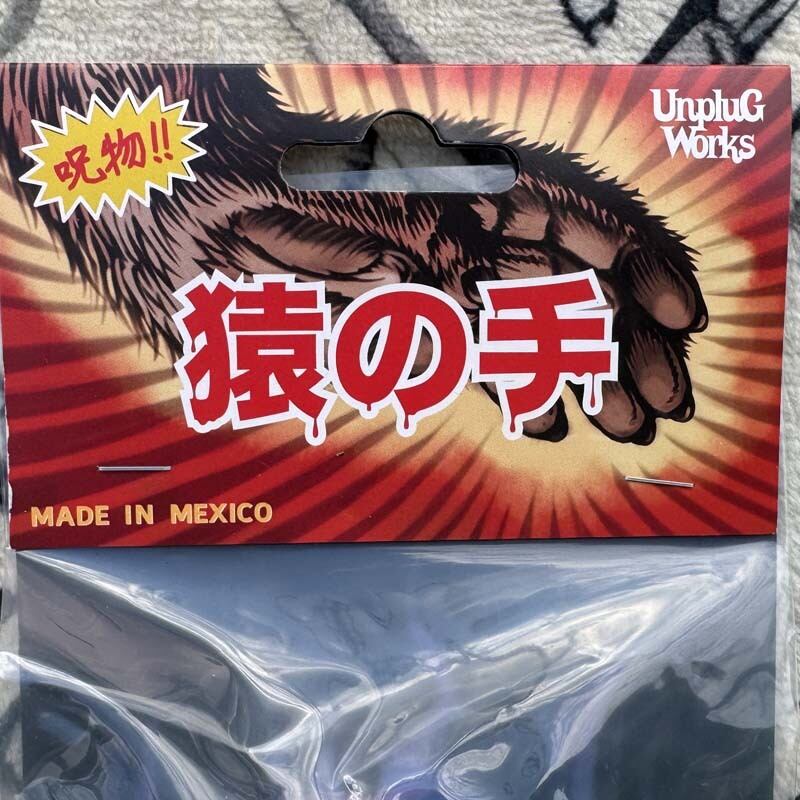 呪物!!
UnpluG
Works
猿の手
MADE IN MEXICO